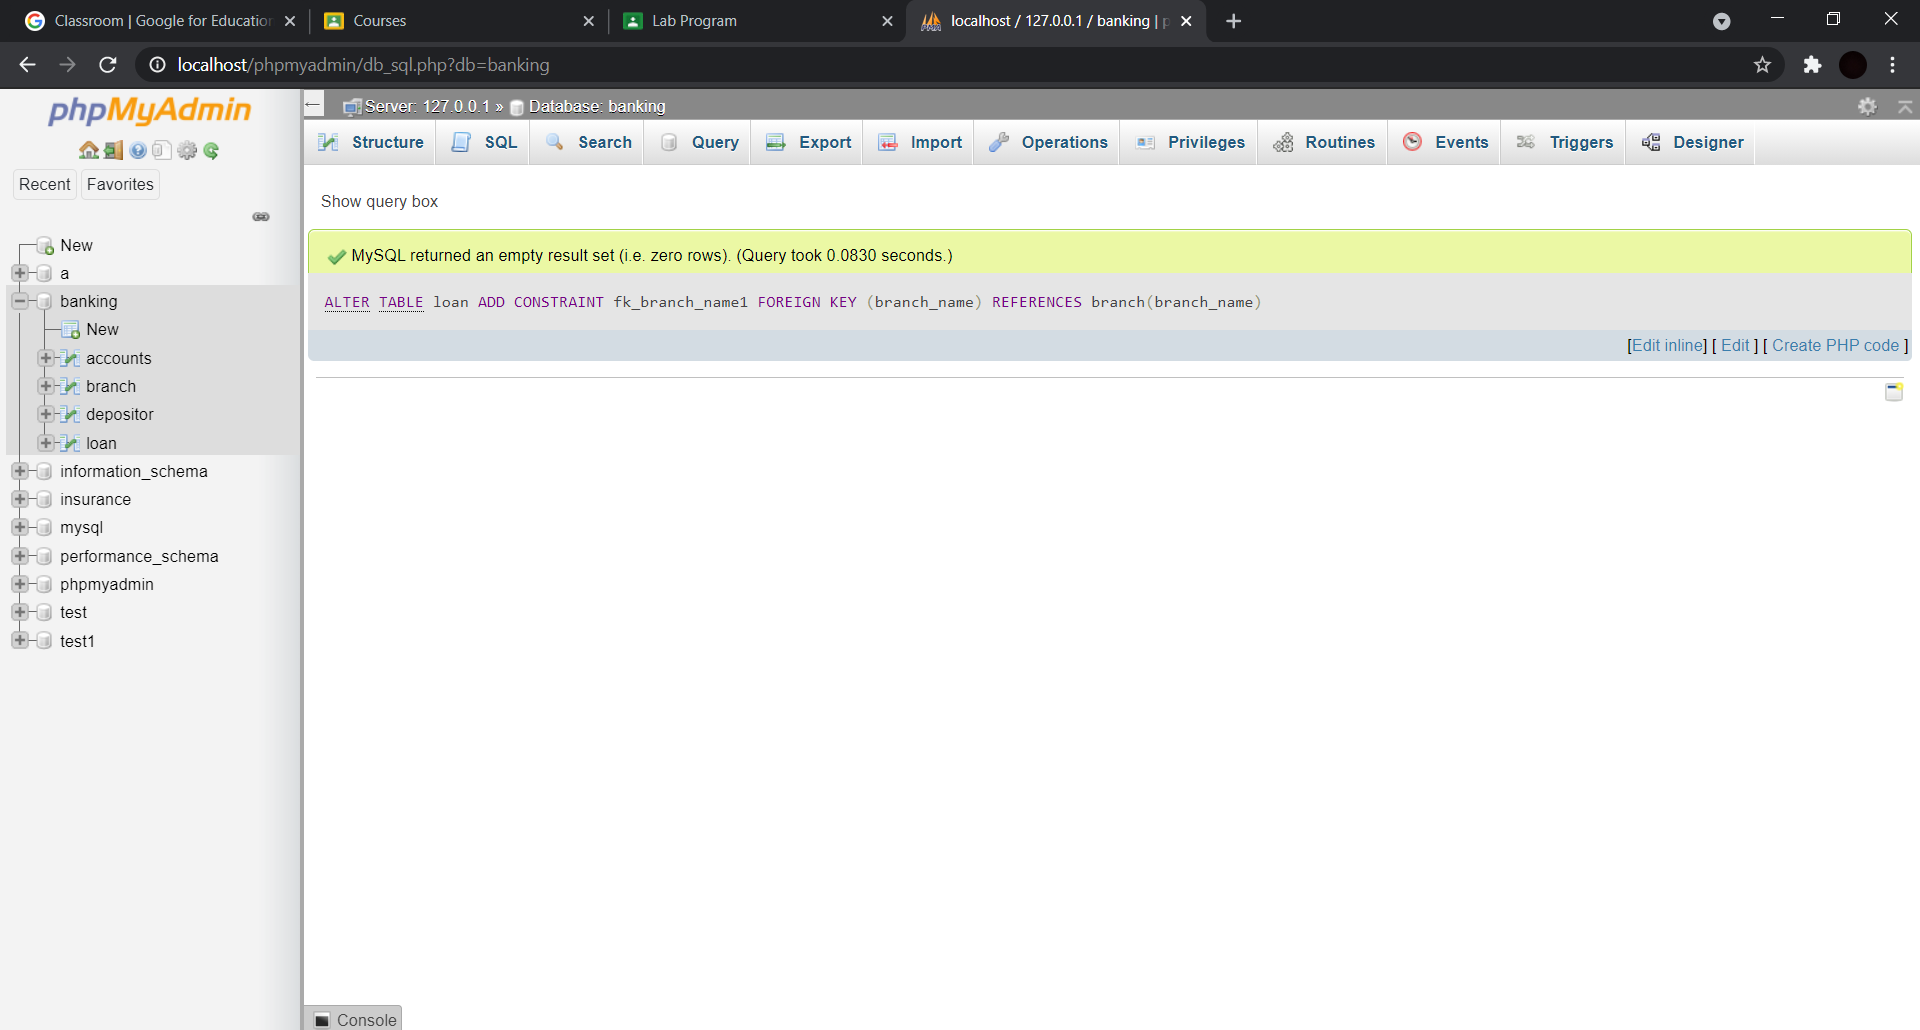 Classroom | Google for Education
Courses
Lab Program
localhost / 127.0.0.1 / banking | p
localhost/phpmyadmin/db_sql.php?db=banking
phpMyAdmin
Recent
Favorites
New
a
banking
New
accounts
branch
depositor
loan
information_schema
insurance
mysql
performance_schema
phpmyadmin
test
test1
Server: 127.0.0.1 » Database: banking
Structure
SQL
Search
Query
Export
Import
Operations
Privileges
Routines
Events
Triggers
Designer
Show query box
MySQL returned an empty result set (i.e. zero rows). (Query took 0.0830 seconds.)
ALTER TABLE loan ADD CONSTRAINT fk_branch_name1 FOREIGN KEY (branch_name) REFERENCES branch(branch_name)
[Edit inline] [ Edit ] [ Create PHP code ]
Console